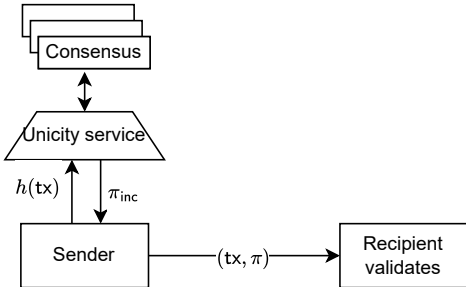 Consensus
Unicity service
h(tx)
π_inc
Sender
(tx, π)
Recipient
validates